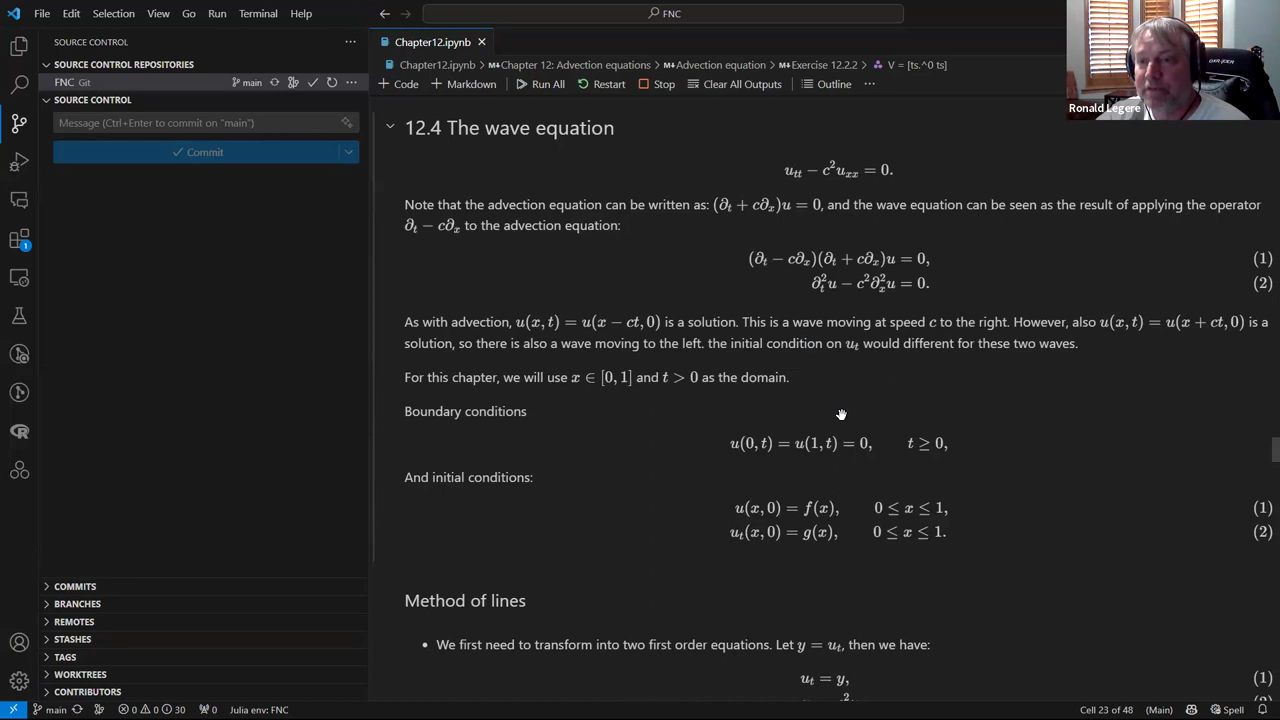 File Edit Selection View Go Run Terminal Help
FNC
SOURCE CONTROL
SOURCE CONTROL REPOSITORIES
FNC Git main
SOURCE CONTROL
Message (Ctrl+Enter to commit on "main")
Commit
COMMITS
BRANCHES
REMOTES
STASHES
TAGS
WORKTREES
CONTRIBUTORS
1
Chapter12.ipynb
Chapter12.ipynb > Chapter 12: Advection equations > Advection equation > Exercise 12.2.2 > V = [ts.^0 ts]
Code Markdown Run All Restart Stop Clear All Outputs Outline
Ronald Legere
12.4 The wave equation
u_tt − c²u_xx = 0.
Note that the advection equation can be written as: (∂_t + c∂_x)u = 0, and the wave equation can be seen as the result of applying the operator
∂_t − c∂_x to the advection equation:
(∂_t − c∂_x)(∂_t + c∂_x)u = 0, (1)
∂_t²u − c²∂_x²u = 0. (2)
As with advection, u(x, t) = u(x − ct, 0) is a solution. This is a wave moving at speed c to the right. However, also u(x, t) = u(x + ct, 0) is a
solution, so there is also a wave moving to the left. the initial condition on u_t would different for these two waves.
For this chapter, we will use x ∈ [0, 1] and t > 0 as the domain.
Boundary conditions
u(0, t) = u(1, t) = 0, t ≥ 0,
And initial conditions:
u(x, 0) = f(x), 0 ≤ x ≤ 1, (1)
u_t(x, 0) = g(x), 0 ≤ x ≤ 1. (2)
Method of lines
• We first need to transform into two first order equations. Let y = u_t, then we have:
u_t = y, (1)
main 0 0 30 0 Julia env: FNC Cell 23 of 48 (Main) Spell